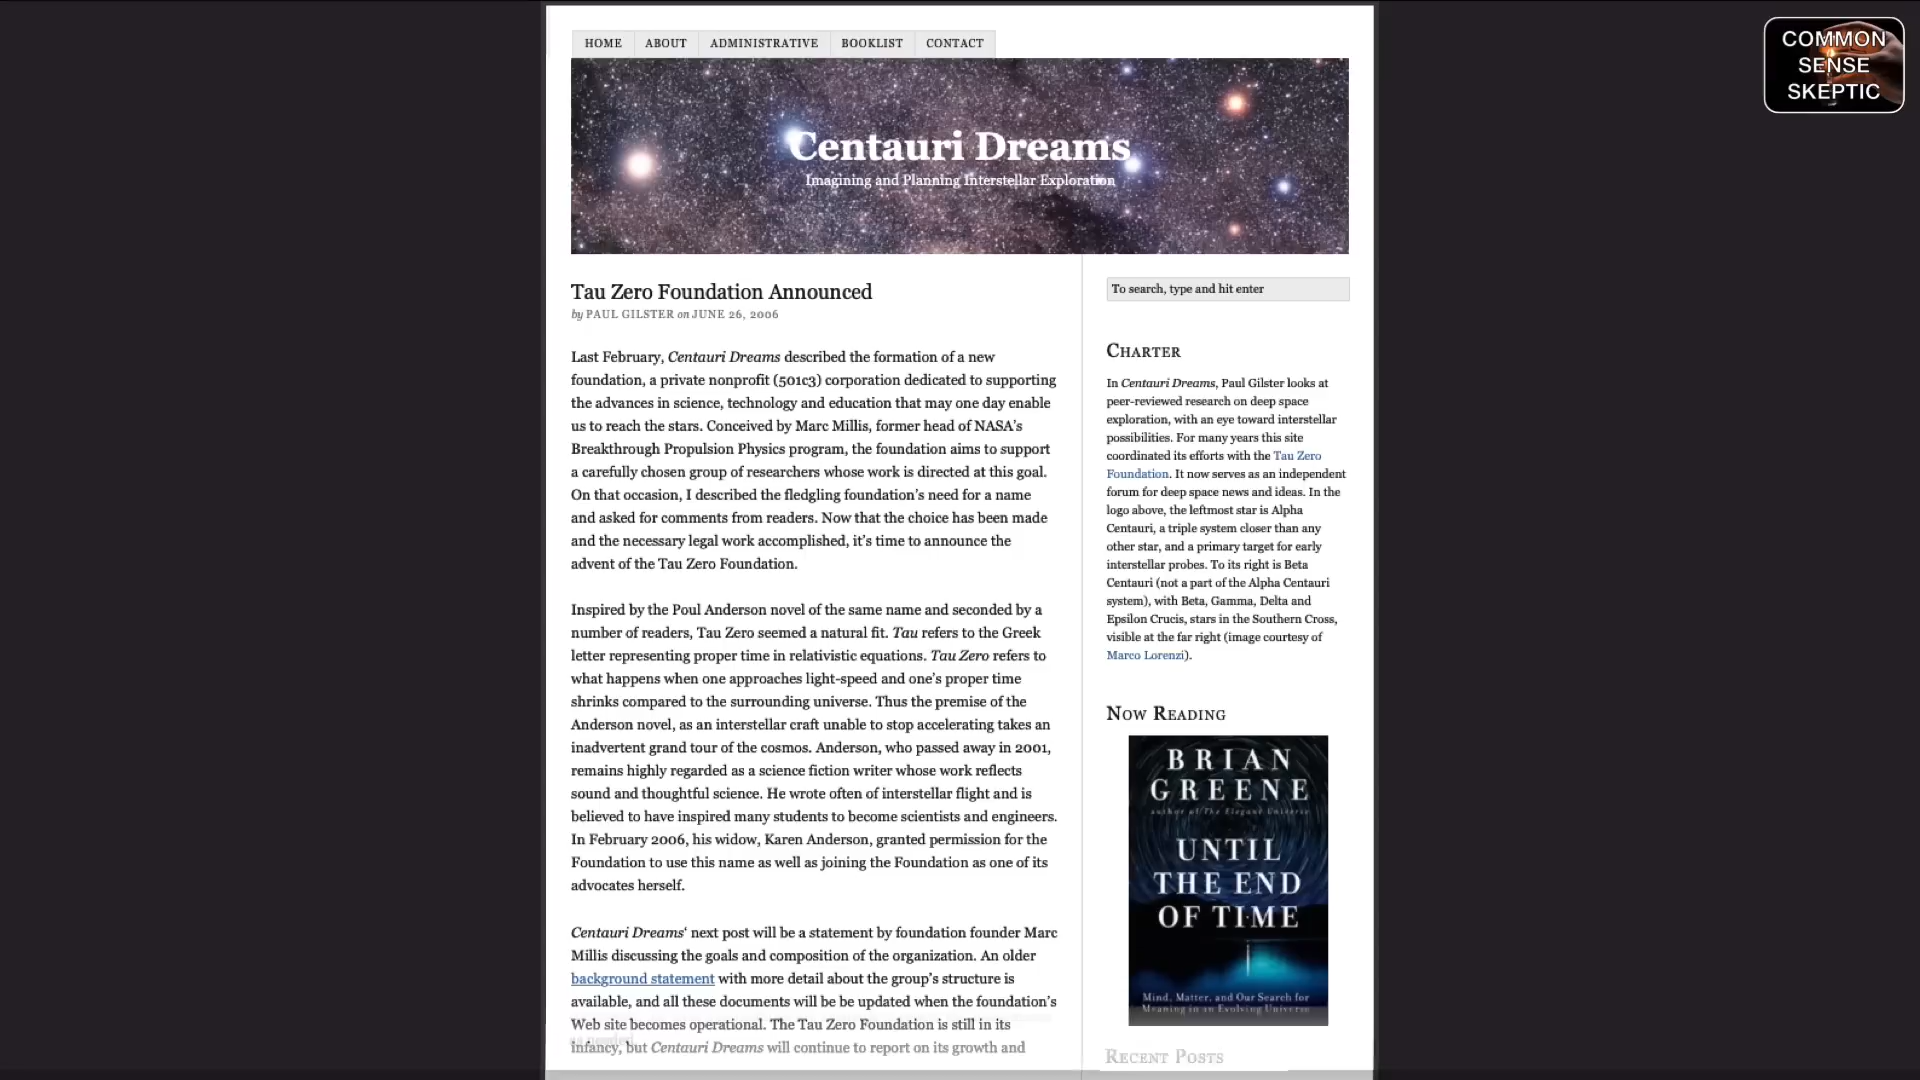 HOME ABOUT ADMINISTRATIVE BOOKLIST CONTACT
COMMON
SENSE
SKEPTIC
Centauri Dreams
Imagining and Planning Interstellar Exploration
Tau Zero Foundation Announced
by PAUL GILSTER on JUNE 26, 2006
Last February, Centauri Dreams described the formation of a new
foundation, a private nonprofit (501c3) corporation dedicated to supporting
the advances in science, technology and education that may one day enable
us to reach the stars. Conceived by Marc Millis, former head of NASA's
Breakthrough Propulsion Physics program, the foundation aims to support
a carefully chosen group of researchers whose work is directed at this goal.
On that occasion, I described the fledgling foundation's need for a name
and asked for comments from readers. Now that the choice has been made
and the necessary legal work accomplished, it's time to announce the
advent of the Tau Zero Foundation.
Inspired by the Poul Anderson novel of the same name and seconded by a
number of readers, Tau Zero seemed a natural fit. Tau refers to the Greek
letter representing proper time in relativistic equations. Tau Zero refers to
what happens when one approaches light-speed and one's proper time
shrinks compared to the surrounding universe. Thus the premise of the
Anderson novel, as an interstellar craft unable to stop accelerating takes an
inadvertent grand tour of the cosmos. Anderson, who passed away in 2001,
remains highly regarded as a science fiction writer whose work reflects
sound and thoughtful science. He wrote often of interstellar flight and is
believed to have inspired many students to become scientists and engineers.
In February 2006, his widow, Karen Anderson, granted permission for the
Foundation to use this name as well as joining the Foundation as one of its
advocates herself.
Centauri Dreams‘ next post will be a statement by foundation founder Marc
Millis discussing the goals and composition of the organization. An older
background statement with more detail about the group's structure is
available, and all these documents will be be updated when the foundation's
Web site becomes operational. The Tau Zero Foundation is still in its
infancy, but Centauri Dreams will continue to report on its growth and
To search, type and hit enter
CHARTER
In Centauri Dreams, Paul Gilster looks at
peer-reviewed research on deep space
exploration, with an eye toward interstellar
possibilities. For many years this site
coordinated its efforts with the Tau Zero
Foundation. It now serves as an independent
forum for deep space news and ideas. In the
logo above, the leftmost star is Alpha
Centauri, a triple system closer than any
other star, and a primary target for early
interstellar probes. To its right is Beta
Centauri (not a part of the Alpha Centauri
system), with Beta, Gamma, Delta and
Epsilon Crucis, stars in the Southern Cross,
visible at the far right (image courtesy of
Marco Lorenzi).
NOW READING
BRIAN
GREENE
author of The Elegant Universe
UNTIL
THE END
OF TIME
Mind, Matter, and Our Search for
Meaning in an Evolving Universe
RECENT POSTS